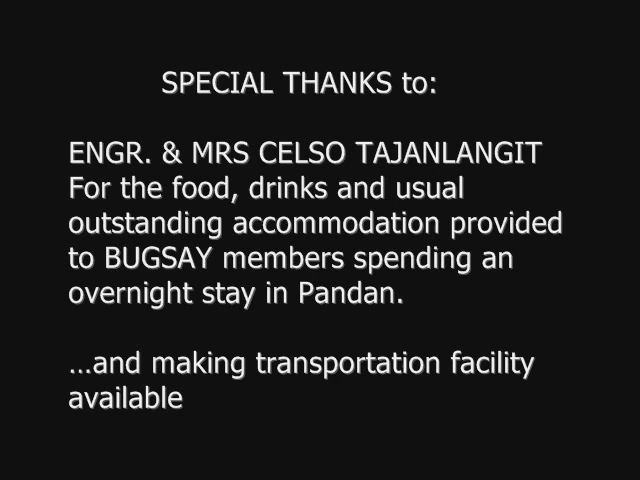 SPECIAL THANKS to:
ENGR. & MRS CELSO TAJANLANGIT
For the food, drinks and usual
outstanding accommodation provided
to BUGSAY members spending an
overnight stay in Pandan.
...and making transportation facility
available